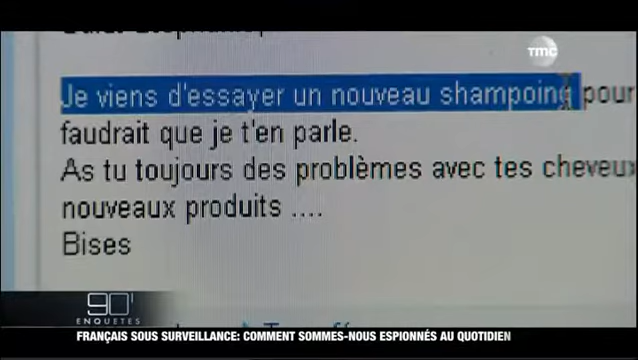 tmc
Je viens d'essayer un nouveau shampoing pour
faudrait que je t'en parle.
As tu toujours des problèmes avec tes cheveux
nouveaux produits ....
Bises
90'
ENQUÊTES
FRANÇAIS SOUS SURVEILLANCE: COMMENT SOMMES-NOUS ESPIONNÉS AU QUOTIDIEN